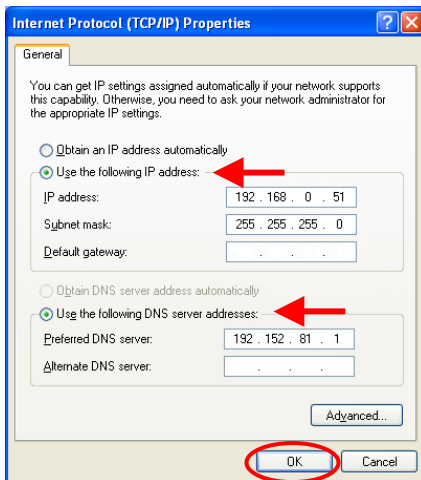 Internet Protocol (TCP/IP) Properties
General
You can get IP settings assigned automatically if your network supports
this capability. Otherwise, you need to ask your network administrator for
the appropriate IP settings.
Obtain an IP address automatically
Use the following IP address:
IP address: 192 . 168 . 0 . 51
Subnet mask: 255 . 255 . 255 . 0
Default gateway: . . .
Obtain DNS server address automatically
Use the following DNS server addresses:
Preferred DNS server: 192 . 152 . 81 . 1
Alternate DNS server: . . .
Advanced...
OK Cancel